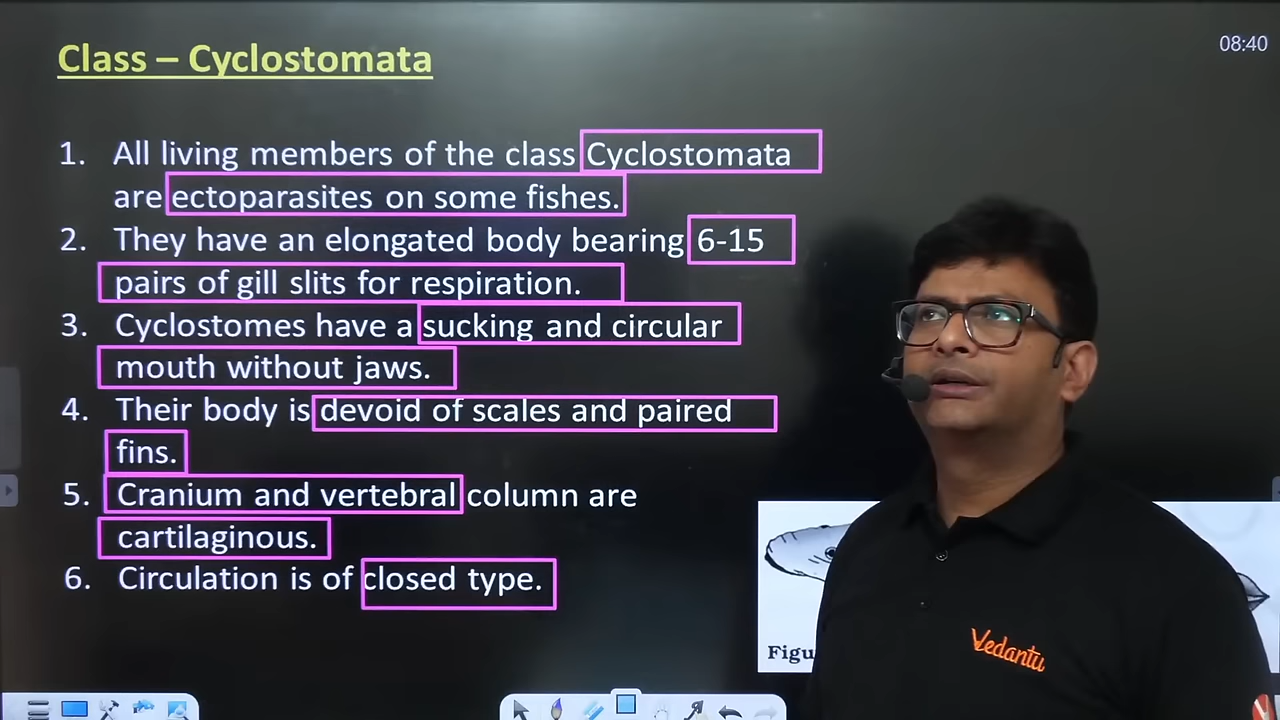 Class – Cyclostomata
08:40
1. All living members of the class Cyclostomata
are ectoparasites on some fishes.
2. They have an elongated body bearing 6-15
pairs of gill slits for respiration.
3. Cyclostomes have a sucking and circular
mouth without jaws.
4. Their body is devoid of scales and paired
fins.
5. Cranium and vertebral column are
cartilaginous.
6. Circulation is of closed type.
Vedantu
Figu